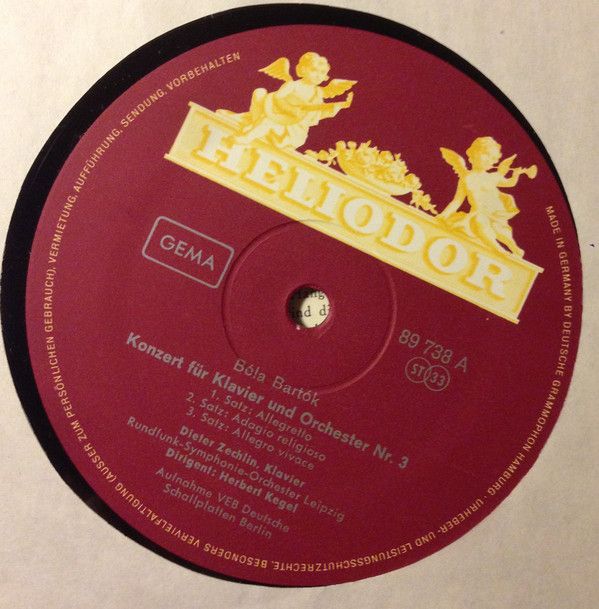 HELIODOR
GEMA
89 738 A
ST 33
Béla Bartók
Konzert für Klavier und Orchester Nr. 3
1. Satz: Allegretto
2. Satz: Adagio religioso
3. Satz: Allegro vivace
Dieter Zechlin, Klavier
Rundfunk-Symphonie-Orchester Leipzig
Dirigent: Herbert Kegel
Aufnahme VEB Deutsche
Schallplatten Berlin
MADE IN GERMANY BY DEUTSCHE GRAMMOPHON HAMBURG · URHEBER- UND LEISTUNGSSCHUTZRECHTE, BESONDERS VERVIELFÄLTIGUNG (AUSSER ZUM PERSÖNLICHEN GEBRAUCH), VERMIETUNG, AUFFÜHRUNG, SENDUNG, VORBEHALTEN
ind di